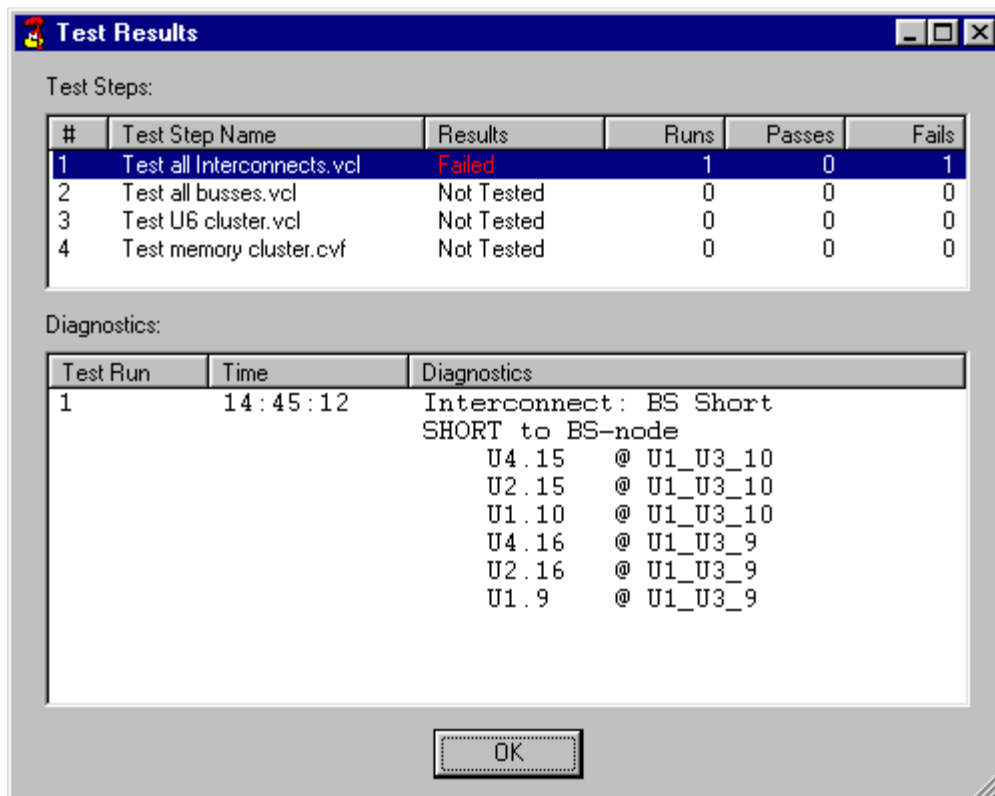 Test Results
Test Steps:
# Test Step Name Results Runs Passes Fails
1 Test all Interconnects.vcl Failed 1 0 1
2 Test all busses.vcl Not Tested 0 0 0
3 Test U6 cluster.vcl Not Tested 0 0 0
4 Test memory cluster.cvf Not Tested 0 0 0
Diagnostics:
Test Run Time Diagnostics
1 14:45:12 Interconnect: BS Short
SHORT to BS-node
U4.15 @ U1_U3_10
U2.15 @ U1_U3_10
U1.10 @ U1_U3_10
U4.16 @ U1_U3_9
U2.16 @ U1_U3_9
U1.9 @ U1_U3_9
OK